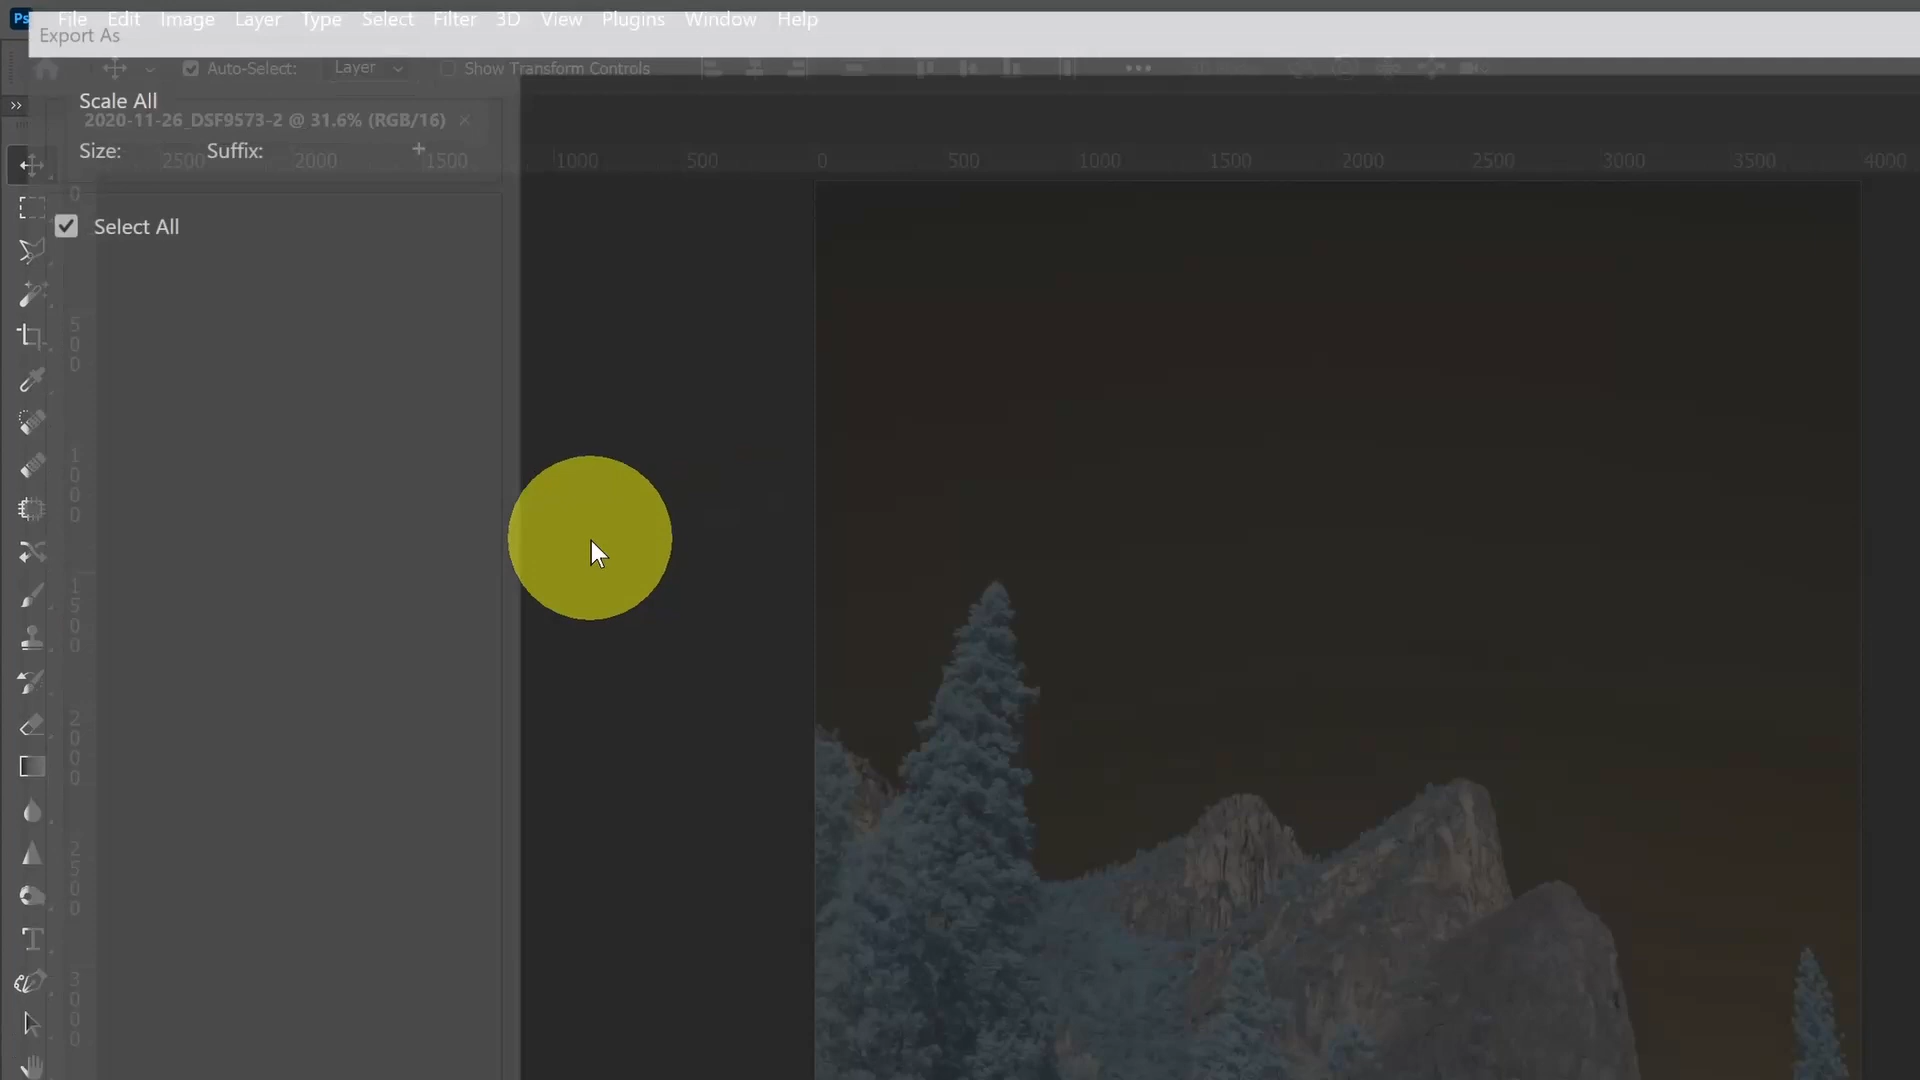 Ps File Edit Image Layer Type Select Filter 3D View Plugins Window Help
Export As
Auto-Select: Layer Show Transform Controls
Scale All
2020-11-26_DSF9573-2 @ 31.6% (RGB/16) ×
Size: Suffix: +
2500 2000 1500 1000 500 0 500 1000 1500 2000 2500 3000 3500 4000
Select All
0
500
1000
1500
2000
2500
3000